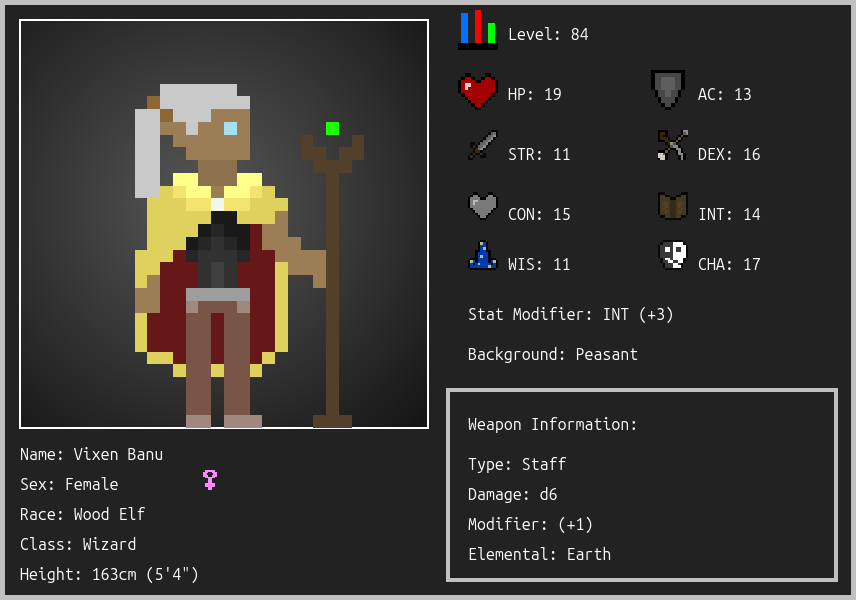 Level: 84
HP: 19
AC: 13
STR: 11
DEX: 16
CON: 15
INT: 14
WIS: 11
CHA: 17
Stat Modifier: INT (+3)
Background: Peasant
Weapon Information:
Type: Staff
Damage: d6
Modifier: (+1)
Elemental: Earth
Name: Vixen Banu
Sex: Female
Race: Wood Elf
Class: Wizard
Height: 163cm (5'4")